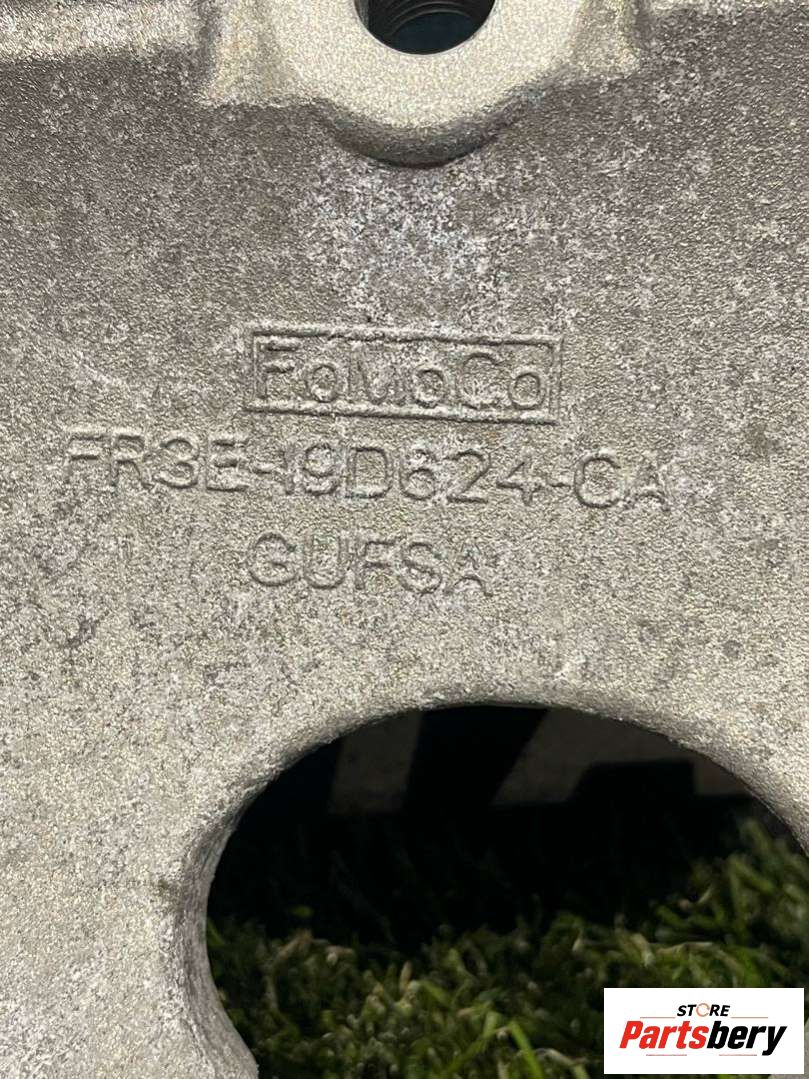 FoMoCo
FR3E-19D624-CA
GUFSA
STORE
Partsbery